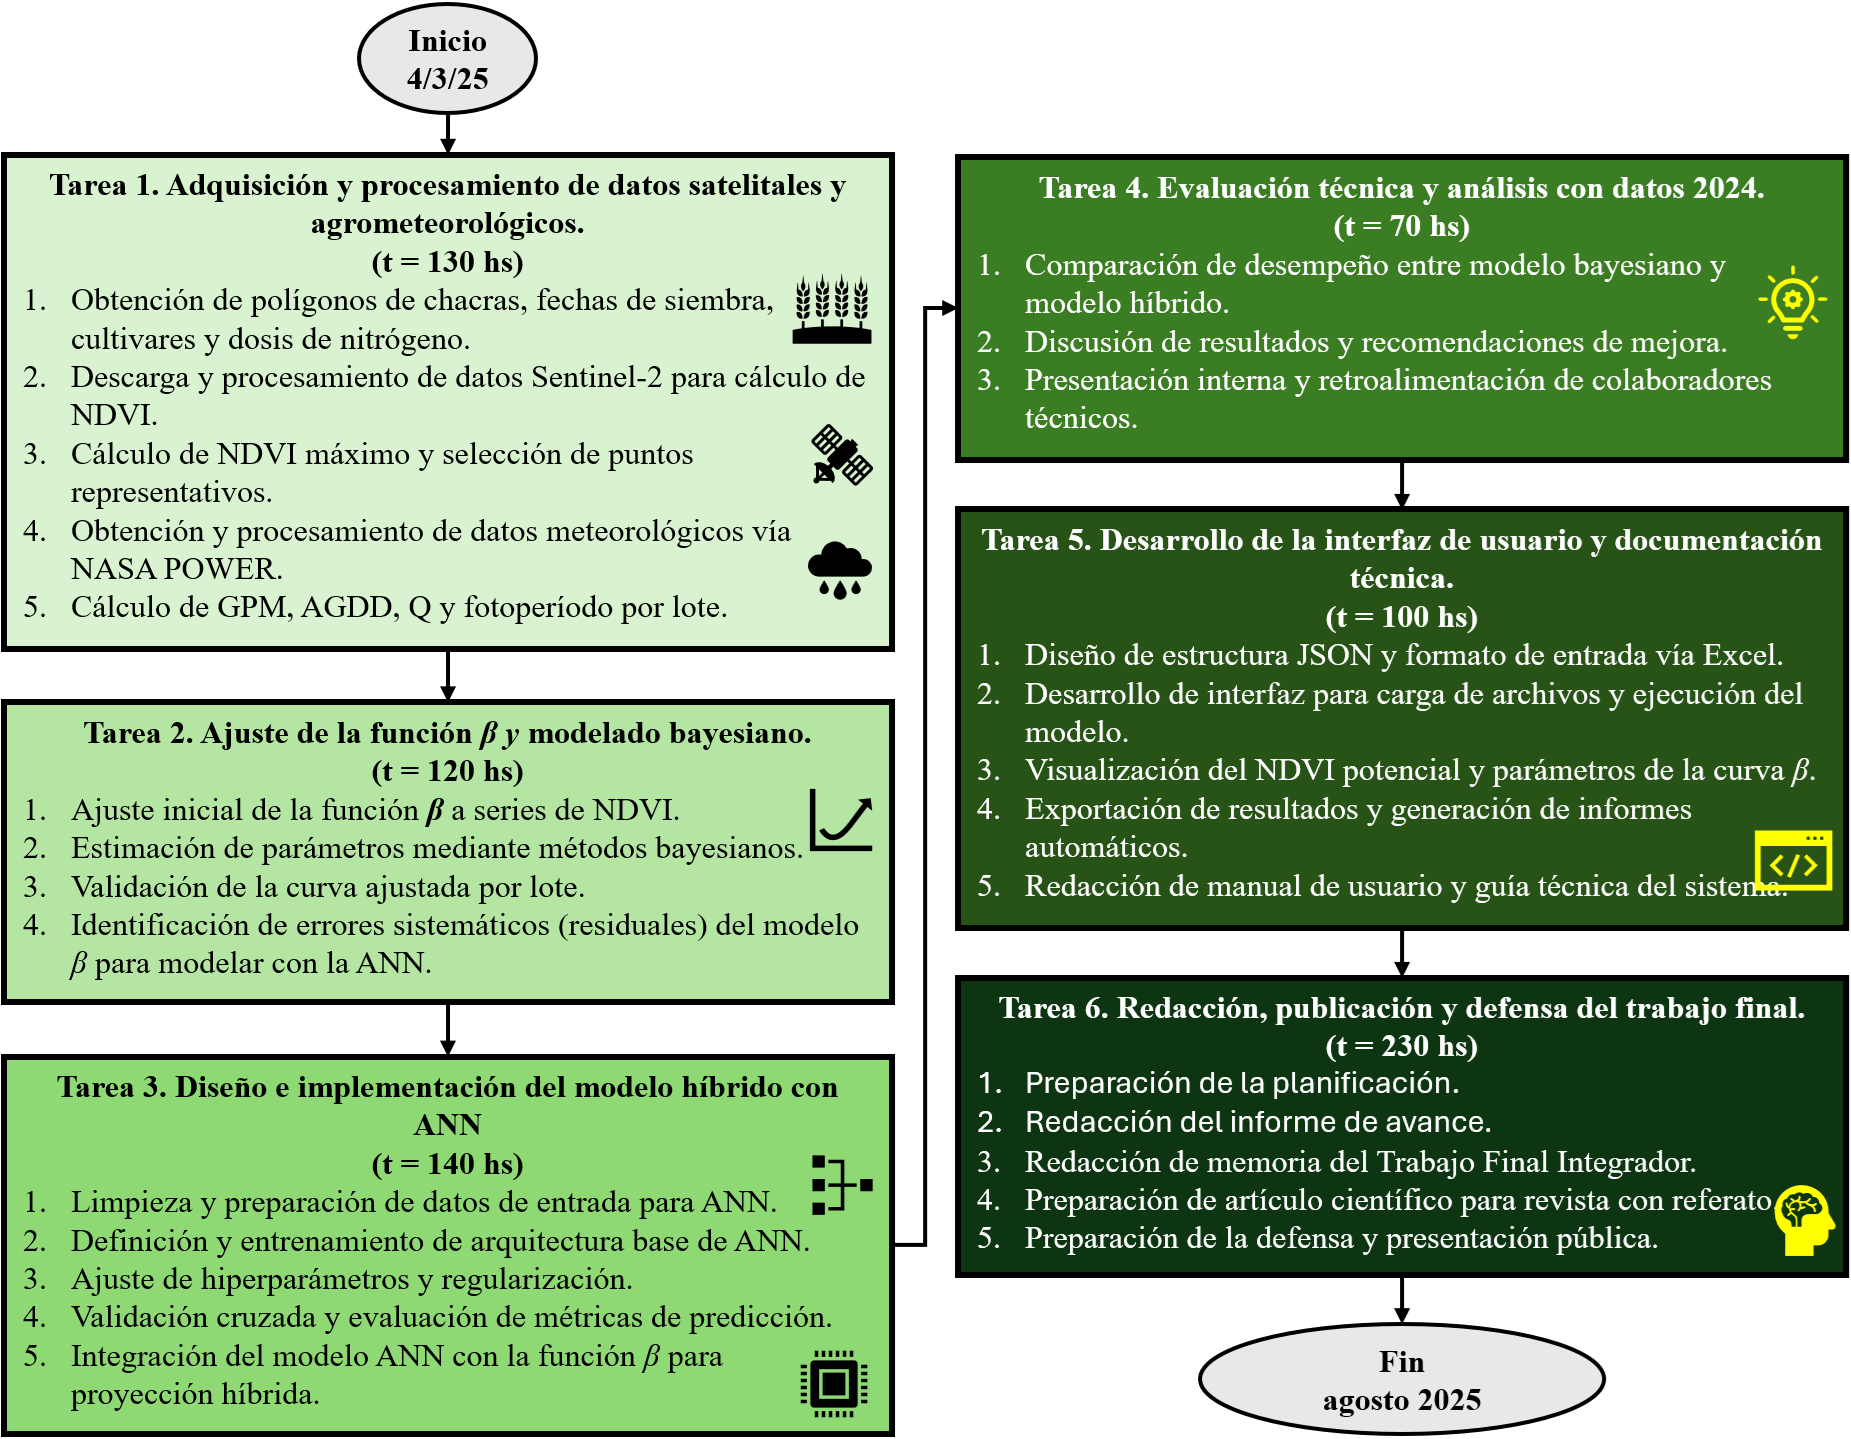 Inicio
4/3/25
Tarea 1. Adquisición y procesamiento de datos satelitales y
agrometeorológicos.
(t = 130 hs)
1. Obtención de polígonos de chacras, fechas de siembra,
cultivares y dosis de nitrógeno.
2. Descarga y procesamiento de datos Sentinel-2 para cálculo de
NDVI.
3. Cálculo de NDVI máximo y selección de puntos
representativos.
4. Obtención y procesamiento de datos meteorológicos vía
NASA POWER.
5. Cálculo de GPM, AGDD, Q y fotoperíodo por lote.
Tarea 2. Ajuste de la función β y modelado bayesiano.
(t = 120 hs)
1. Ajuste inicial de la función β a series de NDVI.
2. Estimación de parámetros mediante métodos bayesianos.
3. Validación de la curva ajustada por lote.
4. Identificación de errores sistemáticos (residuales) del modelo
β para modelar con la ANN.
Tarea 3. Diseño e implementación del modelo híbrido con
ANN
(t = 140 hs)
1. Limpieza y preparación de datos de entrada para ANN.
2. Definición y entrenamiento de arquitectura base de ANN.
3. Ajuste de hiperparámetros y regularización.
4. Validación cruzada y evaluación de métricas de predicción.
5. Integración del modelo ANN con la función β para
proyección híbrida.
Tarea 4. Evaluación técnica y análisis con datos 2024.
(t = 70 hs)
1. Comparación de desempeño entre modelo bayesiano y
modelo híbrido.
2. Discusión de resultados y recomendaciones de mejora.
3. Presentación interna y retroalimentación de colaboradores
técnicos.
Tarea 5. Desarrollo de la interfaz de usuario y documentación
técnica.
(t = 100 hs)
1. Diseño de estructura JSON y formato de entrada vía Excel.
2. Desarrollo de interfaz para carga de archivos y ejecución del
modelo.
3. Visualización del NDVI potencial y parámetros de la curva β.
4. Exportación de resultados y generación de informes
automáticos.
5. Redacción de manual de usuario y guía técnica del sistema.
Tarea 6. Redacción, publicación y defensa del trabajo final.
(t = 230 hs)
1. Preparación de la planificación.
2. Redacción del informe de avance.
3. Redacción de memoria del Trabajo Final Integrador.
4. Preparación de artículo científico para revista con referato.
5. Preparación de la defensa y presentación pública.
Fin
agosto 2025